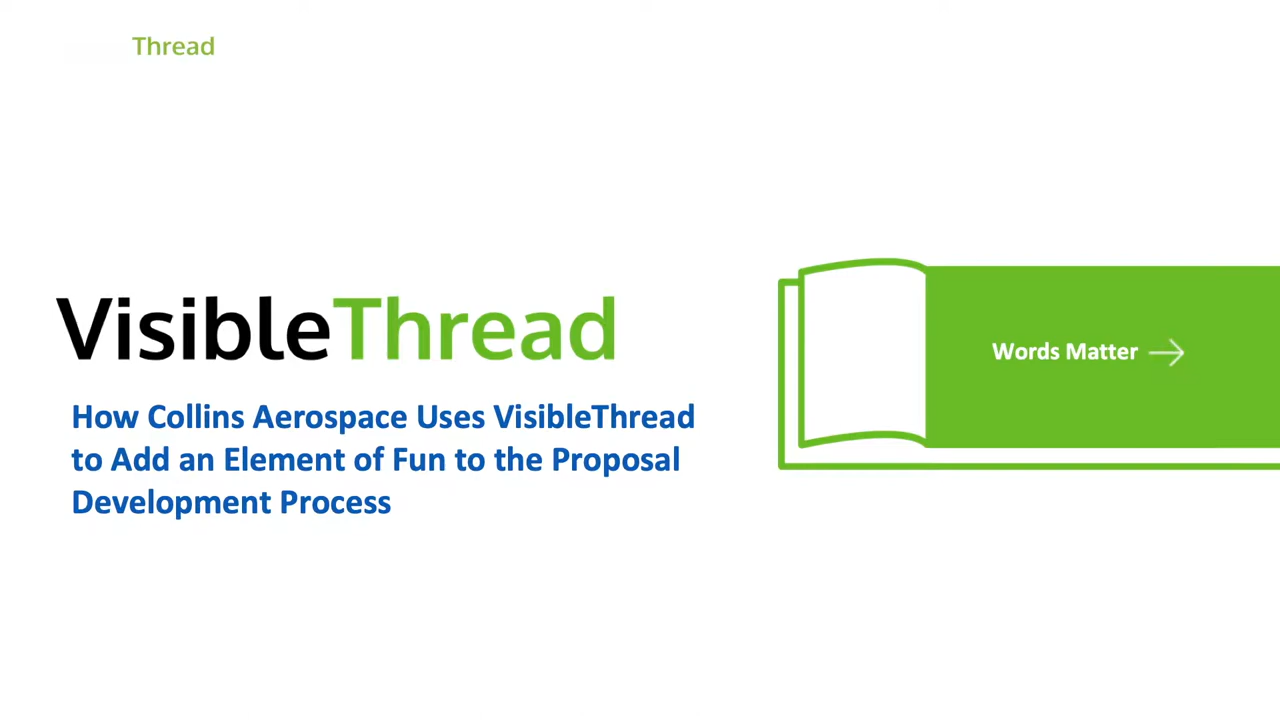 Thread
VisibleThread
How Collins Aerospace Uses VisibleThread
to Add an Element of Fun to the Proposal
Development Process
Words Matter →